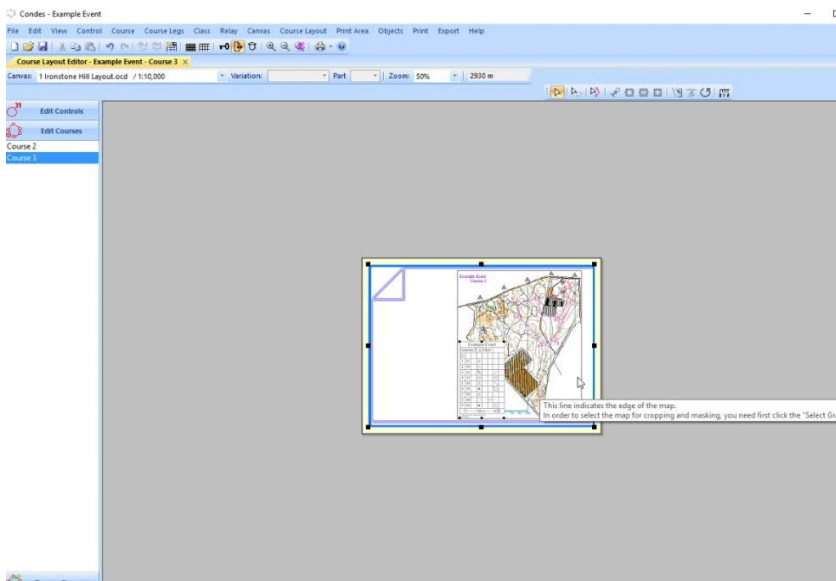 Condes - Example Event
File Edit View Control Course Course Legs Class Relay Canvas Course Layout Print Area Objects Print Export Help
Course Layout Editor - Example Event - Course 3 ×
Canvas: 1 Ironstone Hill Layout.ocd / 1:10,000 Variation: Part Zoom: 50% 2930 m
31
Edit Controls
Edit Courses
Course 2
Course 3
Example Event
Course 3
Example Event
This line indicates the edge of the map.
In order to select the map for cropping and masking, you need first click the "Select Gr